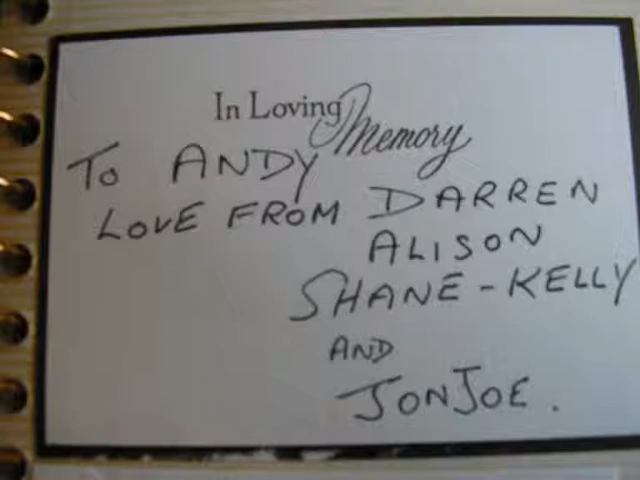 In Loving Memory
To ANDY
LOVE FROM DARREN
ALISON
SHANE-KELLY
AND
JONJOE.